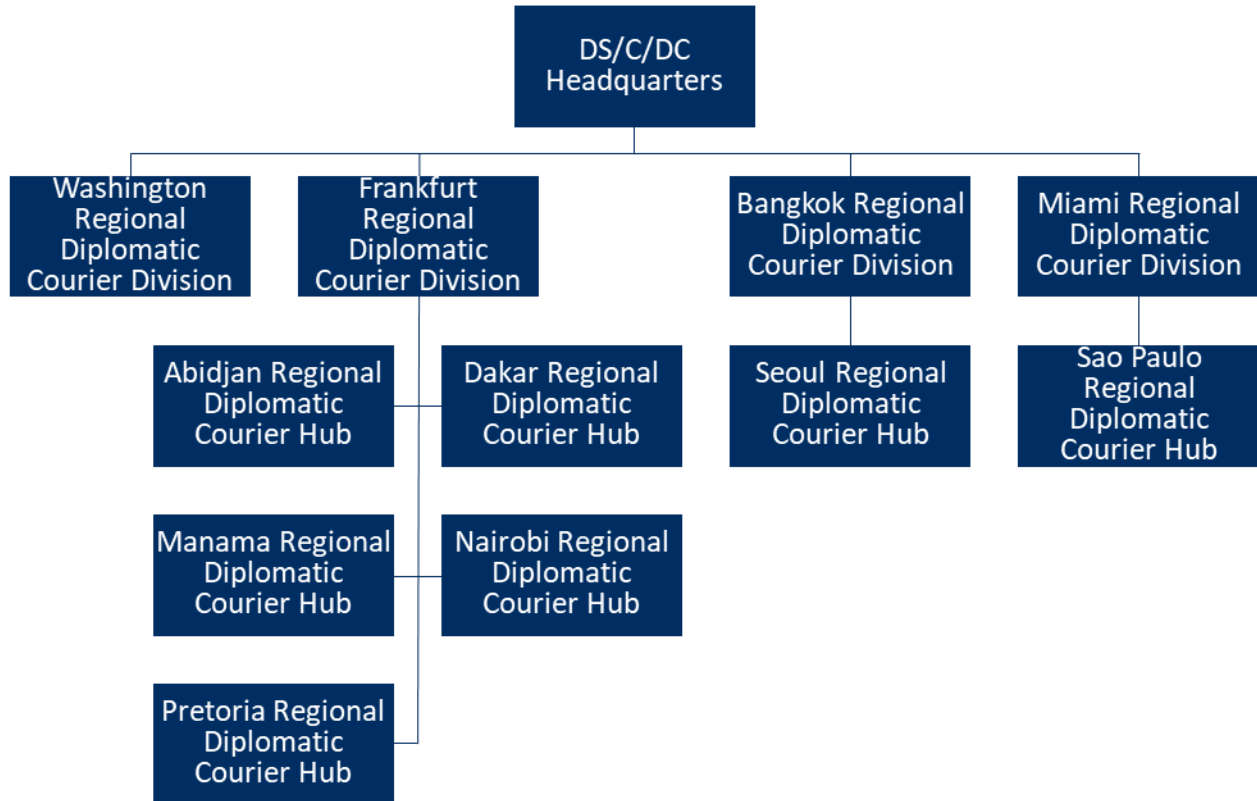 DS/C/DC
Headquarters
Washington
Regional
Diplomatic
Courier Division
Frankfurt
Regional
Diplomatic
Courier Division
Bangkok Regional
Diplomatic
Courier Division
Miami Regional
Diplomatic
Courier Division
Abidjan Regional
Diplomatic
Courier Hub
Dakar Regional
Diplomatic
Courier Hub
Seoul Regional
Diplomatic
Courier Hub
Sao Paulo
Regional
Diplomatic
Courier Hub
Manama Regional
Diplomatic
Courier Hub
Nairobi Regional
Diplomatic
Courier Hub
Pretoria Regional
Diplomatic
Courier Hub